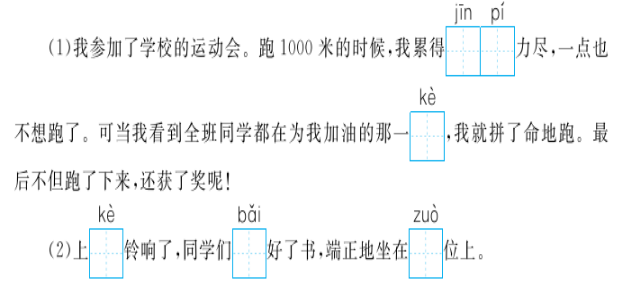 jīn pí
(1)我参加了学校的运动会。跑1000米的时候,我累得力尽,一点也
kè
不想跑了。可当我看到全班同学都在为我加油的那一,我就拼了命地跑。最
后不但跑了下来,还获了奖呢!
kè bǎi zuò
(2)上铃响了,同学们好了书,端正地坐在位上。